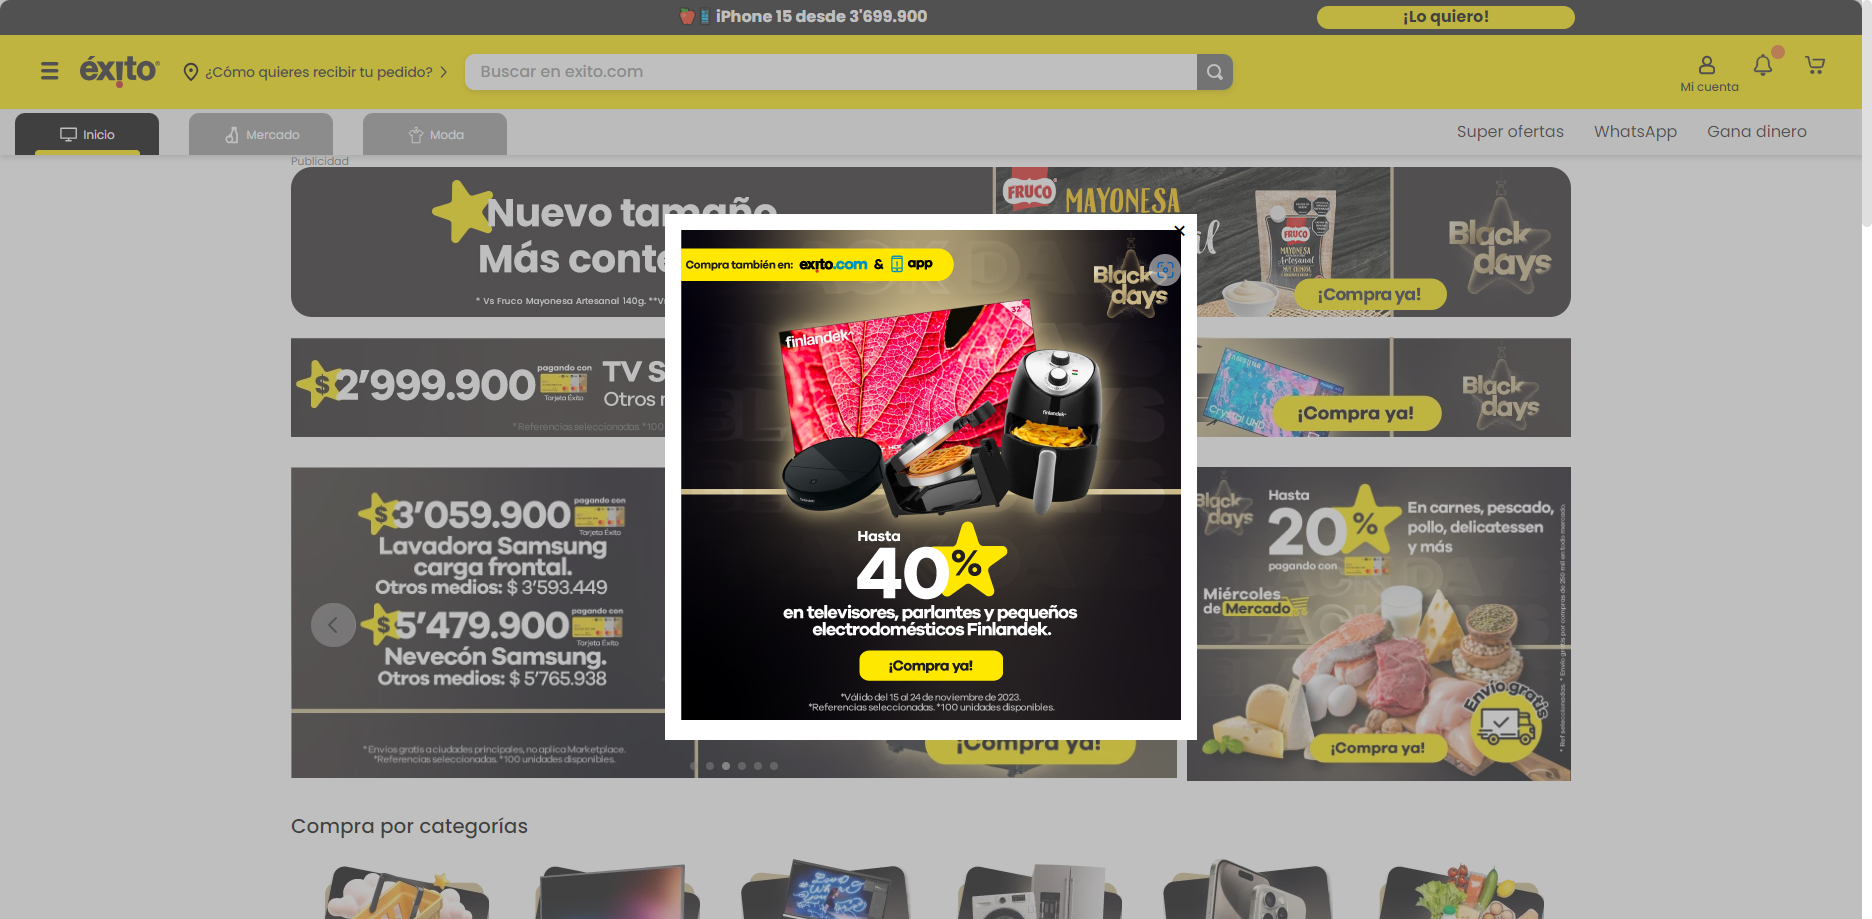 iPhone 15 desde 3'699.900
¡Lo quiero!
éxito
¿Cómo quieres recibir tu pedido?
Buscar en exito.com
Mi cuenta
Inicio
Mercado
Moda
Super ofertas
WhatsApp
Gana dinero
Publicidad
Nuevo tamaño
Más conte
* Vs Fruco Mayonesa Artesanal 140g.
FRUCO
MAYONESA
FRUCO
MAYONESA
Artesanal
Black
days
¡Compra ya!
$2'999.900
pagando con
Tarjeta Éxito
TV S
Otros
*Referencias seleccionadas. *100
Crystal UHD
¡Compra ya!
Black
days
$3'059.900
pagando con
Tarjeta Éxito
Lavadora Samsung
carga frontal.
Otros medios: $ 3'593.449
$5'479.900
pagando con
Tarjeta Éxito
Nevecón Samsung.
Otros medios: $ 5'765.938
*Envíos gratis a ciudades principales, no aplica Marketplace.
*Referencias seleccionadas. *100 unidades disponibles.
¡Compra ya!
×
Compra también en: exito.com & app
Black
days
32"
finlandek
finlandek
finlandek
Hasta
40%
en televisores, parlantes y pequeños
electrodomésticos Finlandek.
¡Compra ya!
*Válido del 15 al 24 de noviembre de 2023.
*Referencias seleccionadas. *100 unidades disponibles.
Black
days
Hasta
20%
pagando con
En carnes, pescado,
pollo, delicatessen
y más
Miércoles
de Mercado
Envío gratis
¡Compra ya!
Compra por categorías